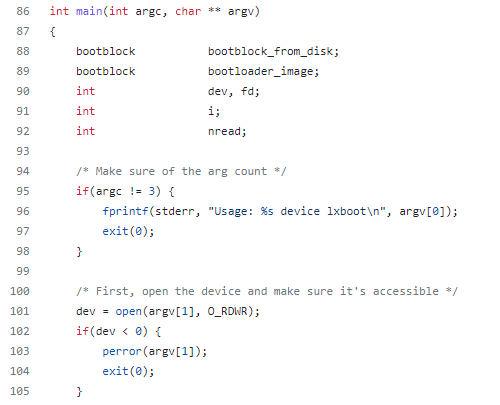 86 int main(int argc, char ** argv)
87 {
88 bootblock bootblock_from_disk;
89 bootblock bootloader_image;
90 int dev, fd;
91 int i;
92 int nread;
93
94 /* Make sure of the arg count */
95 if(argc != 3) {
96 fprintf(stderr, "Usage: %s device lxboot\n", argv[0]);
97 exit(0);
98 }
99
100 /* First, open the device and make sure it's accessible */
101 dev = open(argv[1], O_RDWR);
102 if(dev < 0) {
103 perror(argv[1]);
104 exit(0);
105 }